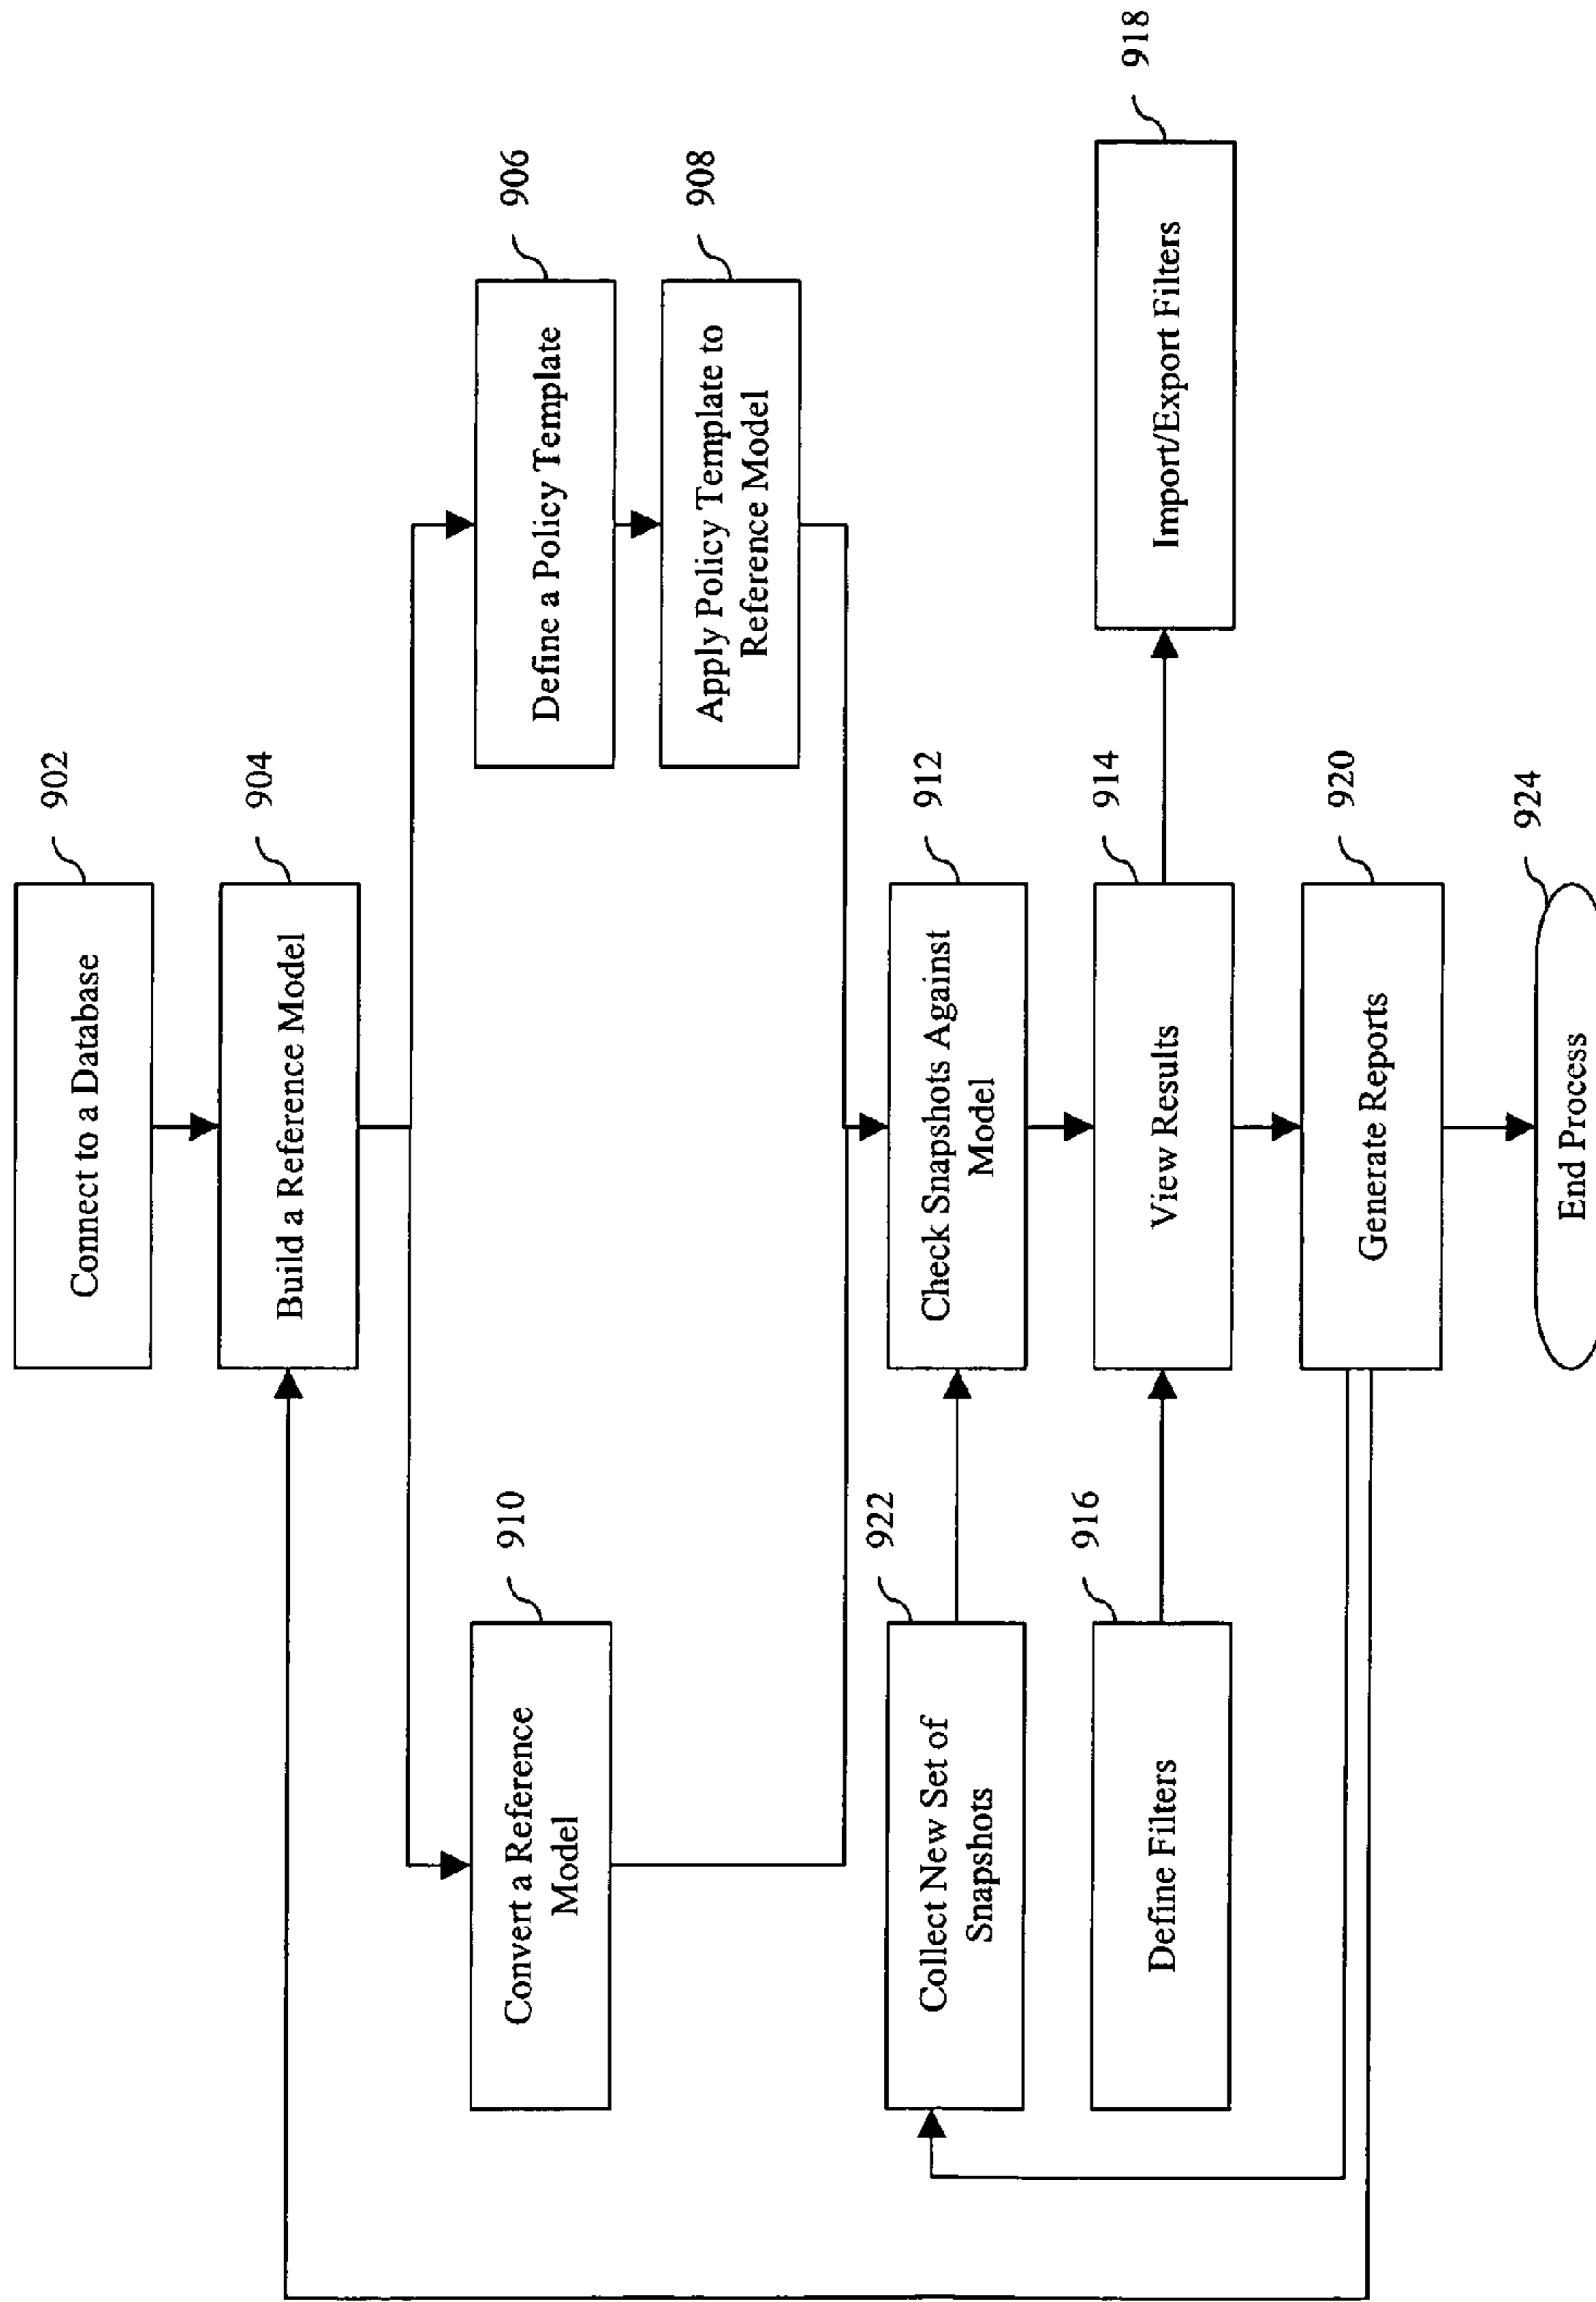 Connect to a Database
902
Build a Reference Model
904
Define a Policy Template
906
Apply Policy Template to
Reference Model
908
Convert a Reference
Model
910
Check Snapshots Against
Model
912
Collect New Set of
Snapshots
922
View Results
914
Define Filters
916
Import/Export Filters
918
Generate Reports
920
End Process
924